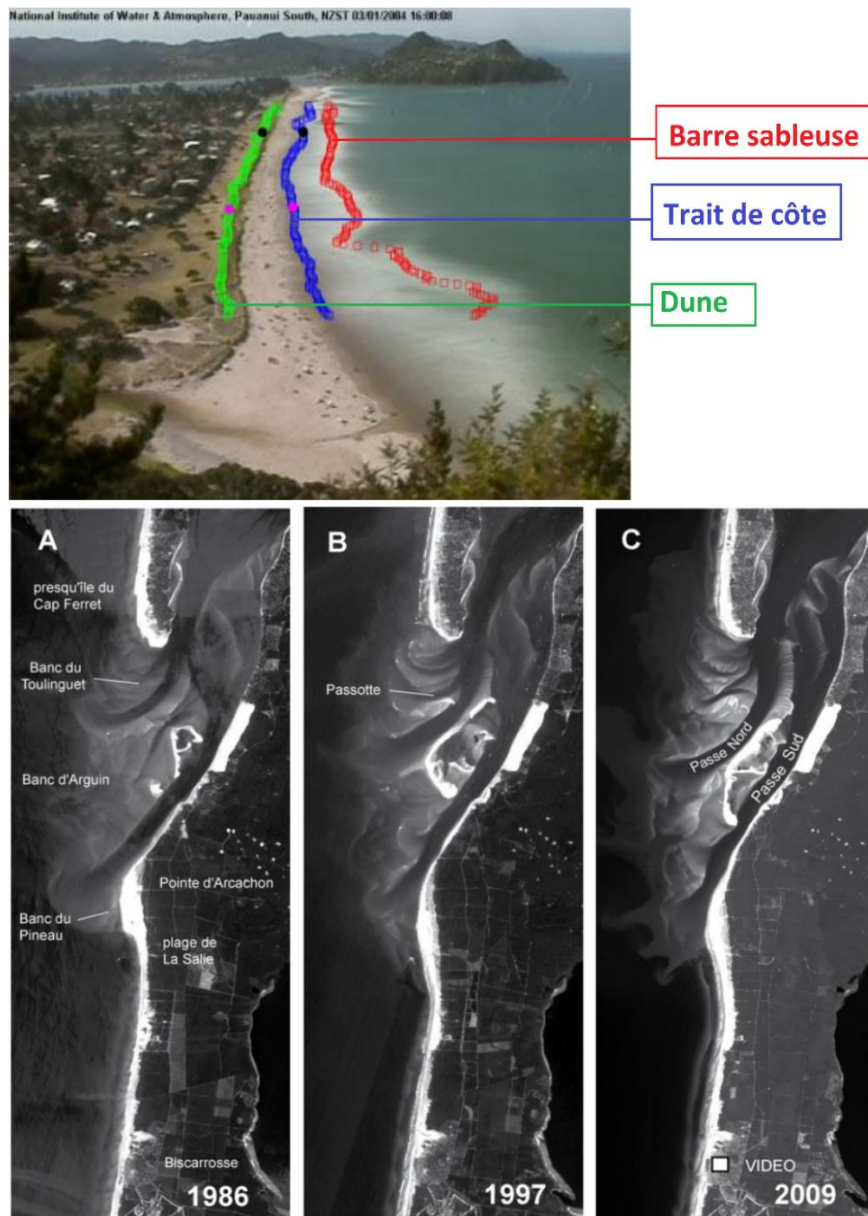 National Institute of Water & Atmosphere, Pauanui South, NZST 03/01/2004 16:00:08
Barre sableuse
Trait de côte
Dune
A
presqu'île du
Cap Ferret
Banc du
Toulinguet
Banc d'Arguin
Pointe d'Arcachon
Banc du
Pineau
plage de
La Salie
Biscarrosse
1986
B
Passotte
1997
C
Passe Nord
Passe Sud
VIDEO
2009